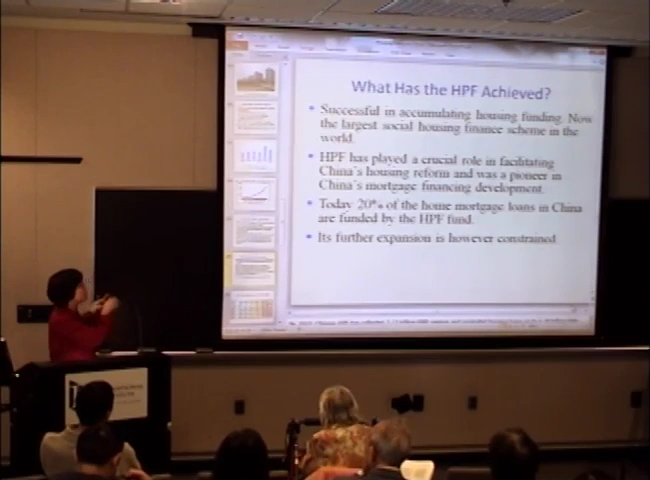 What Has the HPF Achieved?
Successful in accumulating housing funding. Now
the largest social housing finance scheme in the
world.
HPF has played a crucial role in facilitating
China's housing reform and was a pioneer in
China's mortgage financing development.
Today 20% of the home mortgage loans in China
are funded by the HPF fund.
Its further expansion is however constrained